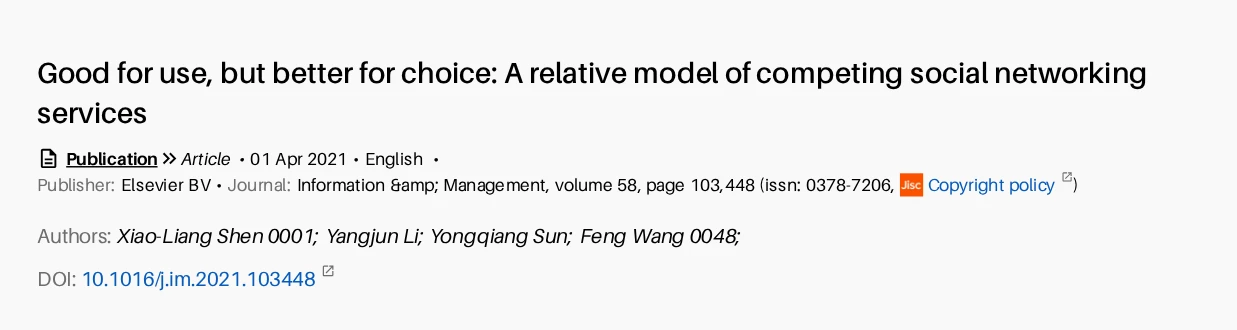 Good for use, but better for choice: A relative model of competing social networking
services
Publication >> Article • 01 Apr 2021 • English •
Publisher: Elsevier BV • Journal: Information &amp; Management, volume 58, page 103,448 (issn: 0378-7206, Jisc Copyright policy )
Authors: Xiao-Liang Shen 0001; Yangjun Li; Yongqiang Sun; Feng Wang 0048;
DOI: 10.1016/j.im.2021.103448